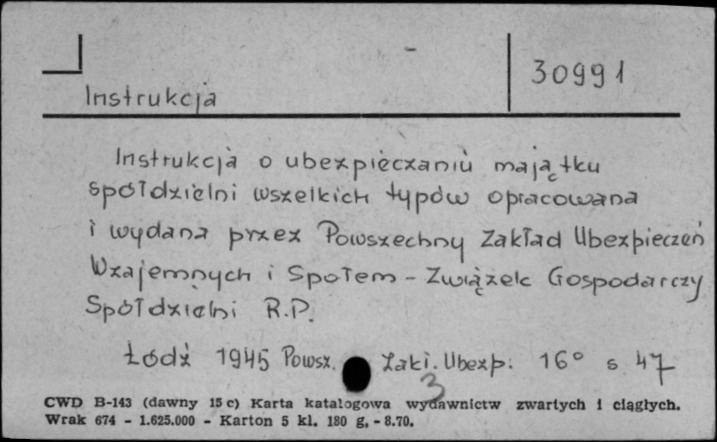 30991
Instrukcja
Instrukcja o ubezpieczaniu majątku
spółdzielni wszelkich typów opracowana
i wydana przez Powszechny Zakład Ubezpieczeń
Wzajemnych i Społem - Związek Gospodarczy
Spółdzielni R.P.
Łódź 1945 Powsz. Zakł. Ubezp. 16° s 47
3
CWD B-143 (dawny 15 c) Karta katalogowa wydawnictw zwartych i ciągłych.
Wrak 674 - 1.625.000 - Karton 5 kl. 180 g. - 8.70.